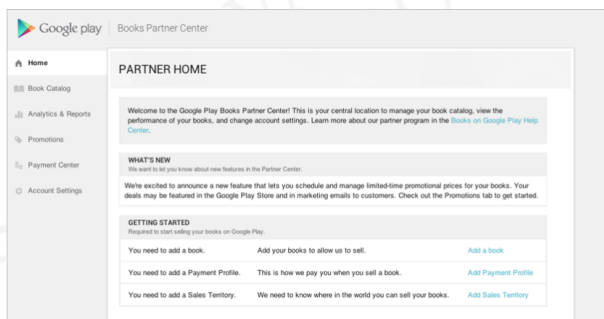 Google play Books Partner Center
Home
Book Catalog
Analytics & Reports
Promotions
Payment Center
Account Settings
PARTNER HOME
Welcome to the Google Play Books Partner Center! This is your central location to manage your book catalog, view the
performance of your books, and change account settings. Learn more about our partner program in the Books on Google Play Help
Center.
WHAT'S NEW
We want to let you know about new features in the Partner Center.
We're excited to announce a new feature that lets you schedule and manage limited-time promotional prices for your books. Your
deals may be featured in the Google Play Store and in marketing emails to customers. Check out the Promotions tab to get started.
GETTING STARTED
Required to start selling your books on Google Play.
You need to add a book. Add your books to allow us to sell. Add a book
You need to add a Payment Profile. This is how we pay you when you sell a book. Add Payment Profile
You need to add a Sales Territory. We need to know where in the world you can sell your books. Add Sales Territory